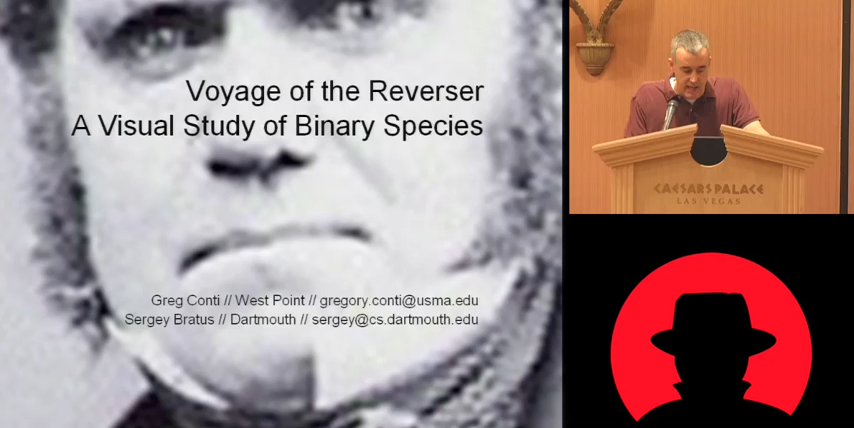 Voyage of the Reverser
A Visual Study of Binary Species
Greg Conti // West Point // gregory.conti@usma.edu
Sergey Bratus // Dartmouth // sergey@cs.dartmouth.edu
CAESARS PALACE
LAS VEGAS